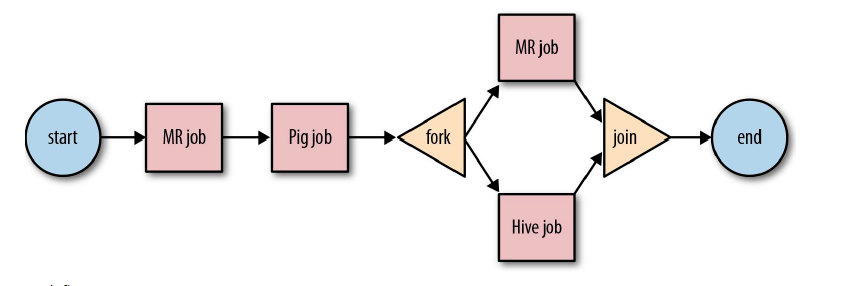 start
MR job
Pig job
fork
MR job
Hive job
join
end